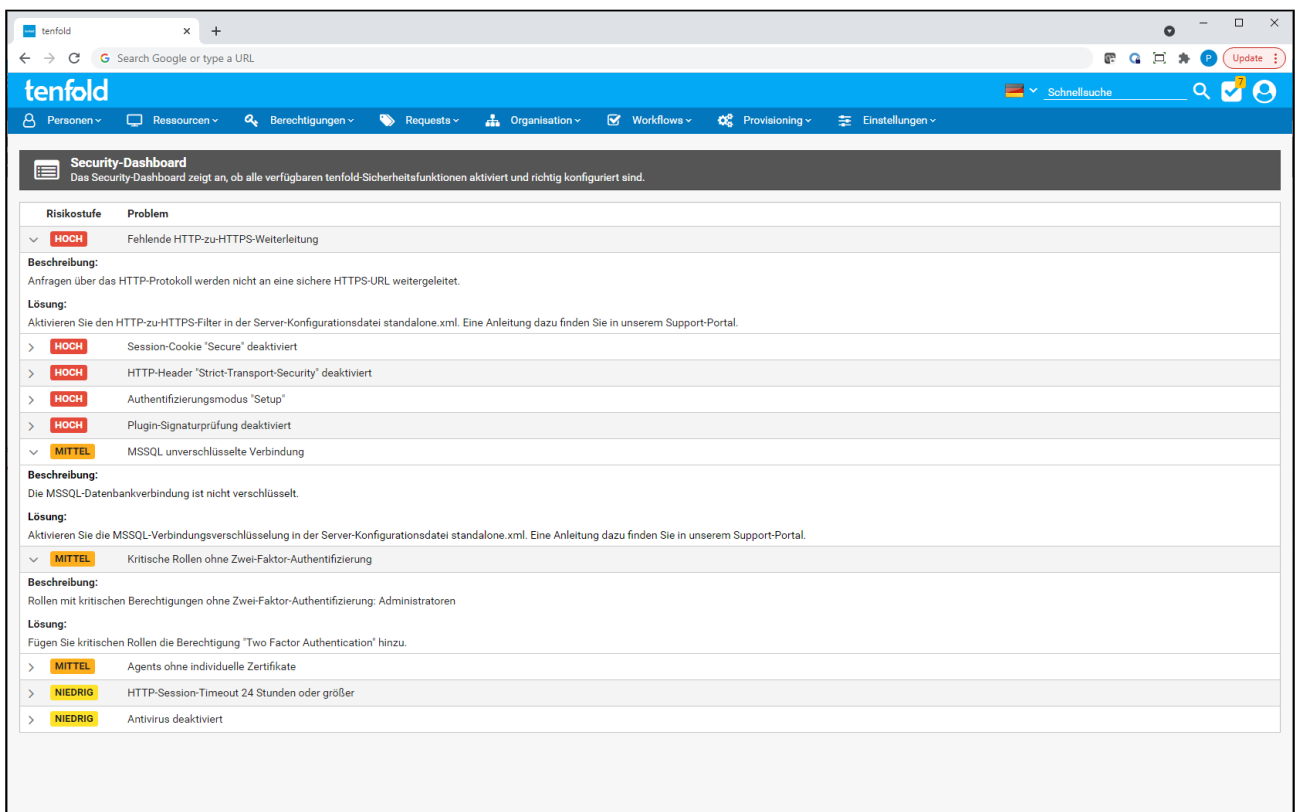 tenfold
Search Google or type a URL
P
Update
tenfold
Schnellsuche
7
Personen
Ressourcen
Berechtigungen
Requests
Organisation
Workflows
Provisioning
Einstellungen
Security-Dashboard
Das Security-Dashboard zeigt an, ob alle verfügbaren tenfold-Sicherheitsfunktionen aktiviert und richtig konfiguriert sind.
Risikostufe Problem
HOCH Fehlende HTTP-zu-HTTPS-Weiterleitung
Beschreibung:
Anfragen über das HTTP-Protokoll werden nicht an eine sichere HTTPS-URL weitergeleitet.
Lösung:
Aktivieren Sie den HTTP-zu-HTTPS-Filter in der Server-Konfigurationsdatei standalone.xml. Eine Anleitung dazu finden Sie in unserem Support-Portal.
HOCH Session-Cookie "Secure" deaktiviert
HOCH HTTP-Header "Strict-Transport-Security" deaktiviert
HOCH Authentifizierungsmodus "Setup"
HOCH Plugin-Signaturprüfung deaktiviert
MITTEL MSSQL unverschlüsselte Verbindung
Beschreibung:
Die MSSQL-Datenbankverbindung ist nicht verschlüsselt.
Lösung:
Aktivieren Sie die MSSQL-Verbindungsverschlüsselung in der Server-Konfigurationsdatei standalone.xml. Eine Anleitung dazu finden Sie in unserem Support-Portal.
MITTEL Kritische Rollen ohne Zwei-Faktor-Authentifizierung
Beschreibung:
Rollen mit kritischen Berechtigungen ohne Zwei-Faktor-Authentifizierung: Administratoren
Lösung:
Fügen Sie kritischen Rollen die Berechtigung "Two Factor Authentication" hinzu.
MITTEL Agents ohne individuelle Zertifikate
NIEDRIG HTTP-Session-Timeout 24 Stunden oder größer
NIEDRIG Antivirus deaktiviert